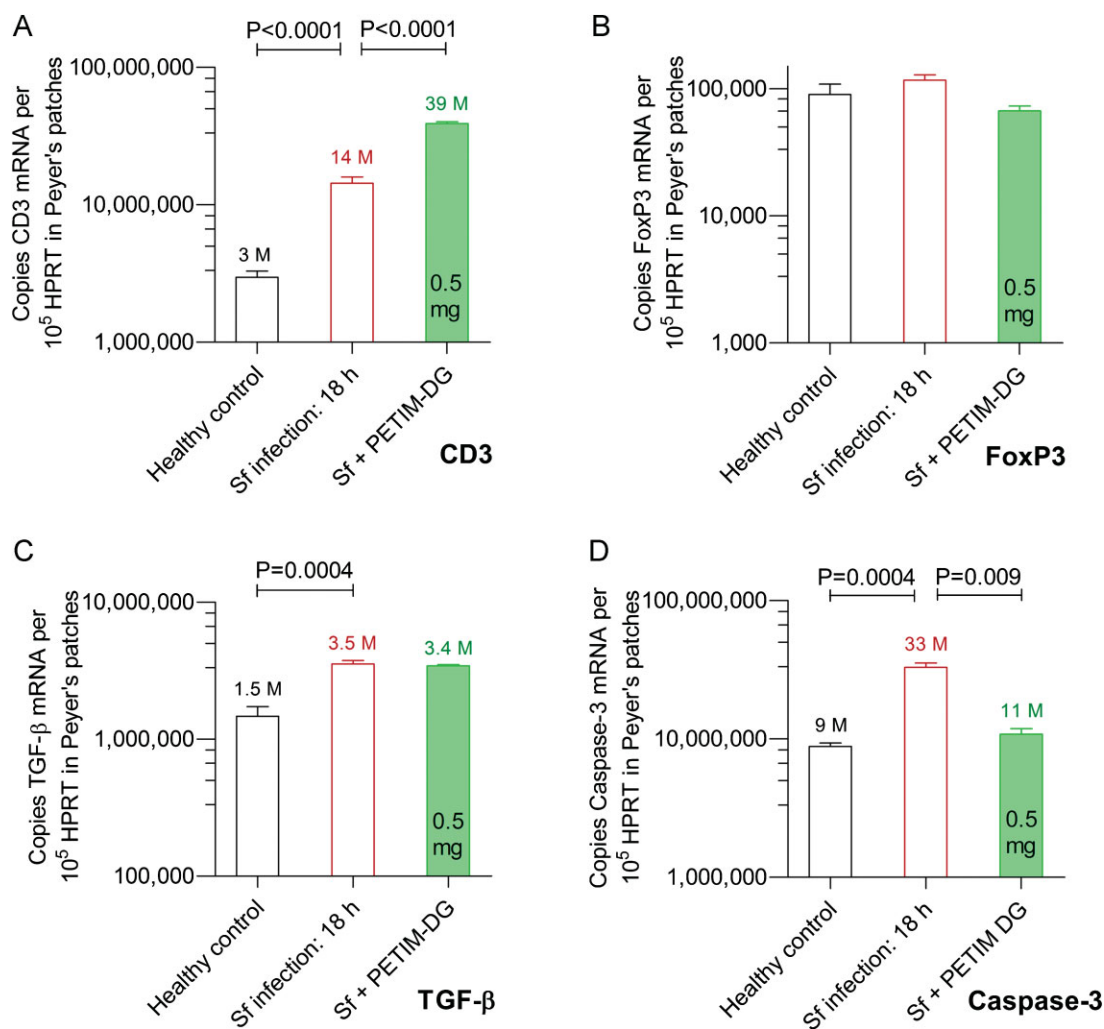 A
P<0.0001 P<0.0001
Copies CD3 mRNA per
10⁵ HPRT in Peyer's patches
100,000,000
10,000,000
1,000,000
3 M
14 M
39 M
0.5
mg
Healthy control
Sf infection: 18 h
Sf + PETIM-DG
CD3
B
Copies FoxP3 mRNA per
10⁵ HPRT in Peyer's patches
100,000
100,000
1,000
0.5
mg
Healthy control
Sf infection: 18 h
Sf + PETIM-DG
FoxP3
C
P=0.0004
Copies TGF-β mRNA per
10⁵ HPRT in Peyer's patches
10,000,000
1,000,000
100,000
1.5 M
3.5 M
3.4 M
0.5
mg
Healthy control
Sf infection: 18 h
Sf + PETIM-DG
TGF-β
D
P=0.0004 P=0.009
Copies Caspase-3 mRNA per
10⁵ HPRT in Peyer's patches
100,000,000
10,000,000
1,000,000
9 M
33 M
11 M
0.5
mg
Healthy control
Sf infection: 18 h
Sf + PETIM DG
Caspase-3